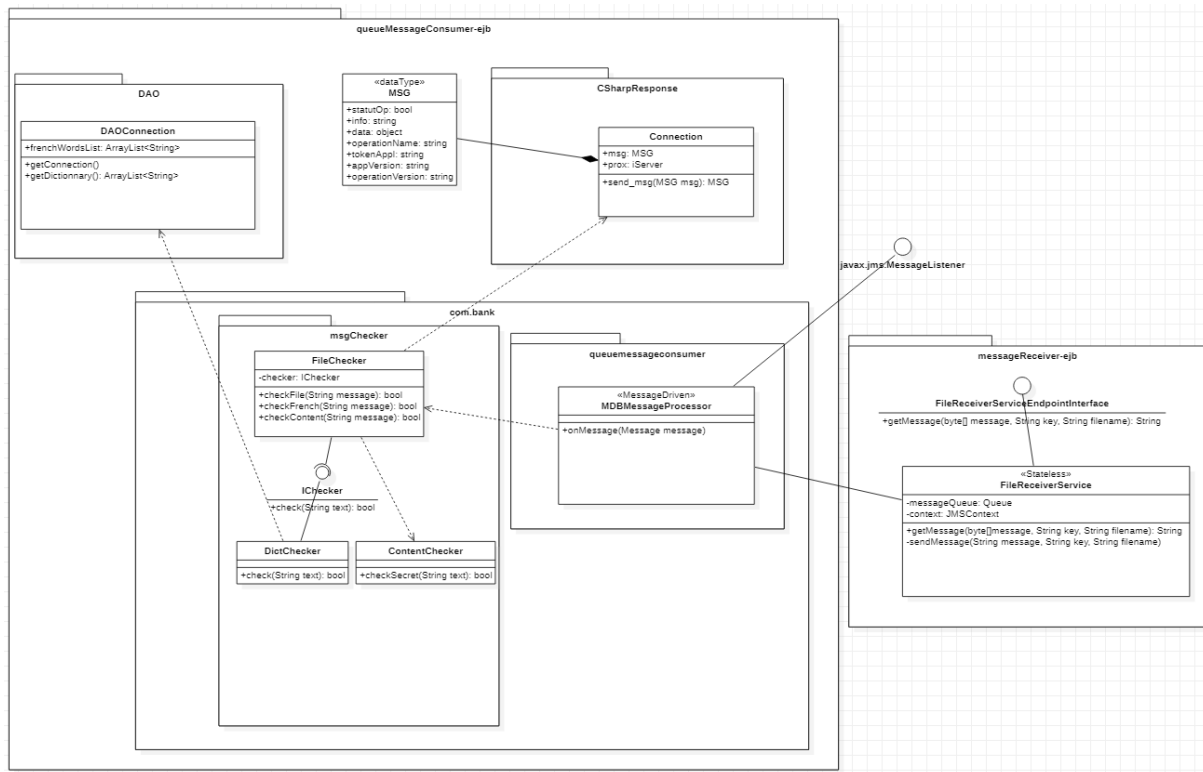 queueMessageConsumer-ejb
DAO
DAOConnection
+frenchWordsList: ArrayList<String>
+getConnection()
+getDictionnary(): ArrayList<String>
«dataType»
MSG
+statutOp: bool
+info: string
+data: object
+operationName: string
+tokenAppl: string
+appVersion: string
+operationVersion: string
CSharpResponse
Connection
+msg: MSG
+prox: iServer
+send_msg(MSG msg): MSG
javax.jms.MessageListener
com.bank
msgChecker
FileChecker
-checker: IChecker
+checkFile(String message): bool
+checkFrench(String message): bool
+checkContent(String message): bool
IChecker
+check(String text): bool
DictChecker
+check(String text): bool
ContentChecker
+checkSecret(String text): bool
queuemessageconsumer
«MessageDriven»
MDBMessageProcessor
+onMessage(Message message)
messageReceiver-ejb
FileReceiverServiceEndpointInterface
+getMessage(byte[] message, String key, String filename): String
«Stateless»
FileReceiverService
-messageQueue: Queue
-context: JMSContext
+getMessage(byte[]message, String key, String filename): String
-sendMessage(String message, String key, String filename)